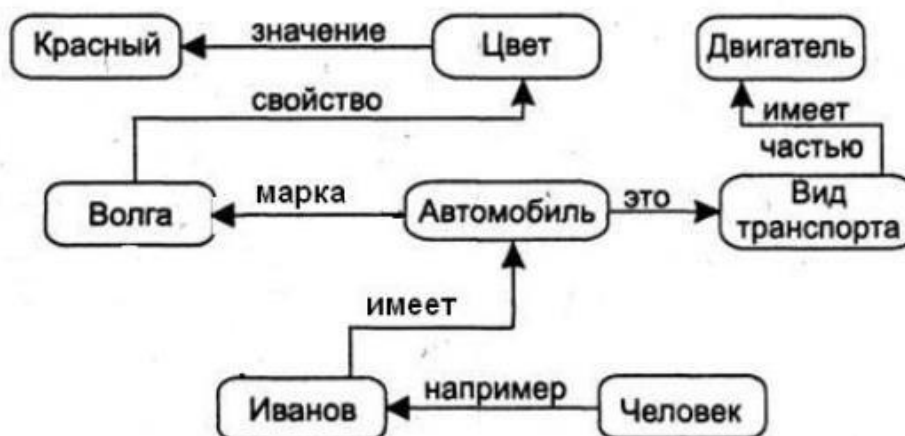 Красный
значение
Цвет
Двигатель
свойство
имеет
частью
Волга
марка
Автомобиль
это
Вид
транспорта
имеет
Иванов
например
Человек